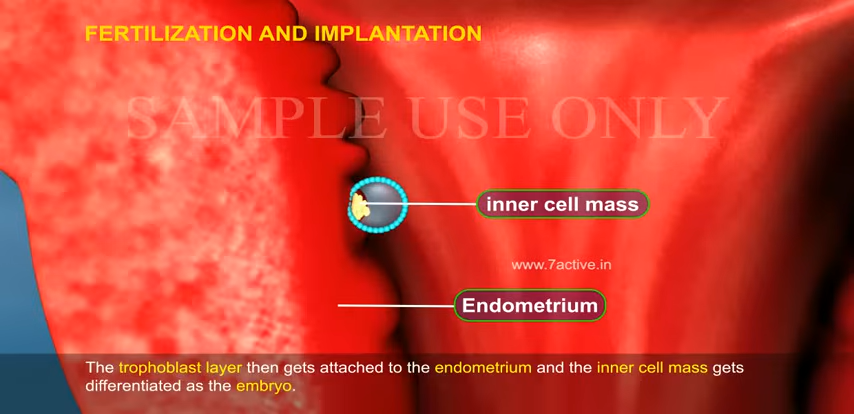 FERTILIZATION AND IMPLANTATION
SAMPLE USE ONLY
inner cell mass
www.7active.in
Endometrium
The trophoblast layer then gets attached to the endometrium and the inner cell mass gets
differentiated as the embryo.